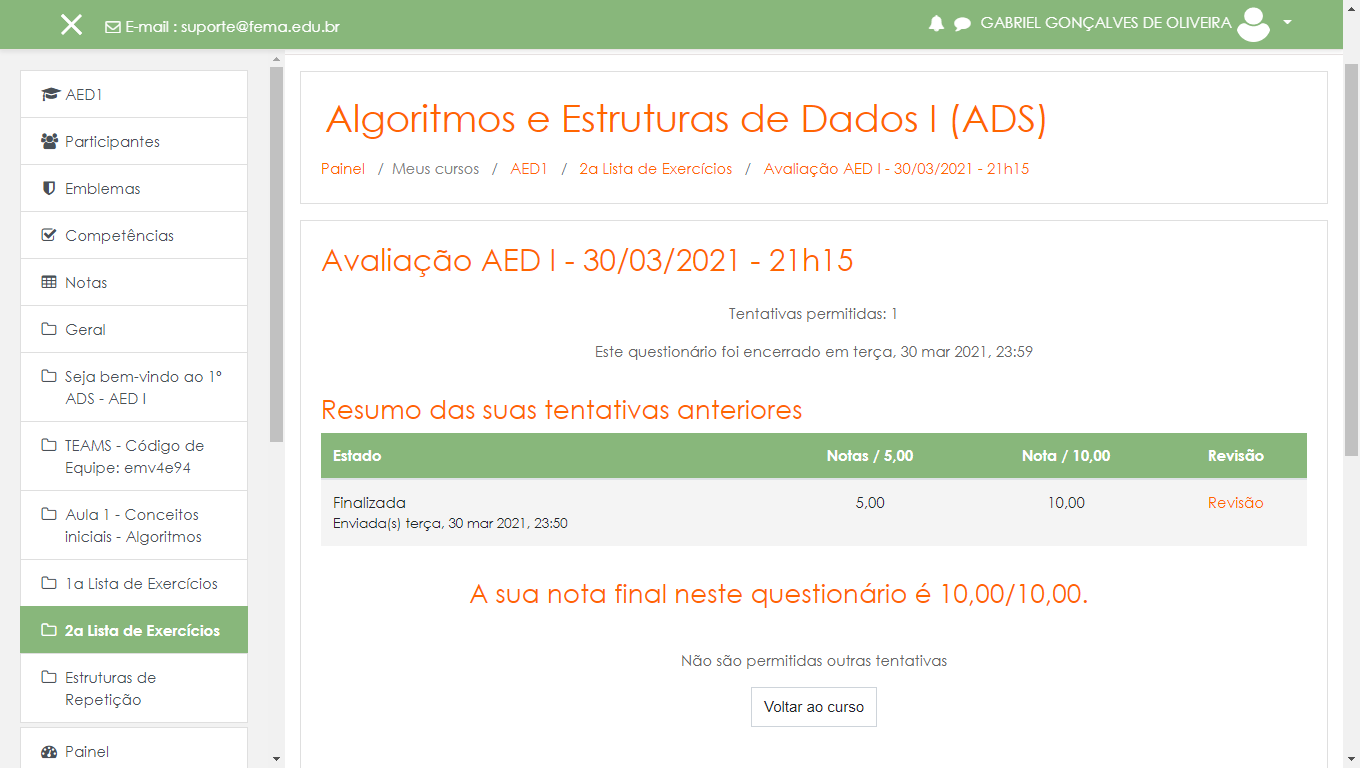 E-mail : suporte@fema.edu.br
GABRIEL GONÇALVES DE OLIVEIRA
AED1
Participantes
Emblemas
Competências
Notas
Geral
Seja bem-vindo ao 1º
ADS - AED I
TEAMS - Código de
Equipe: emv4e94
Aula 1 - Conceitos
iniciais - Algoritmos
1a Lista de Exercícios
2a Lista de Exercícios
Estruturas de
Repetição
Painel
Algoritmos e Estruturas de Dados I (ADS)
Painel / Meus cursos / AED1 / 2a Lista de Exercícios / Avaliação AED I - 30/03/2021 - 21h15
Avaliação AED I - 30/03/2021 - 21h15
Tentativas permitidas: 1
Este questionário foi encerrado em terça, 30 mar 2021, 23:59
Resumo das suas tentativas anteriores
Estado Notas / 5,00 Nota / 10,00 Revisão
Finalizada 5,00 10,00 Revisão
Enviada(s) terça, 30 mar 2021, 23:50
A sua nota final neste questionário é 10,00/10,00.
Não são permitidas outras tentativas
Voltar ao curso